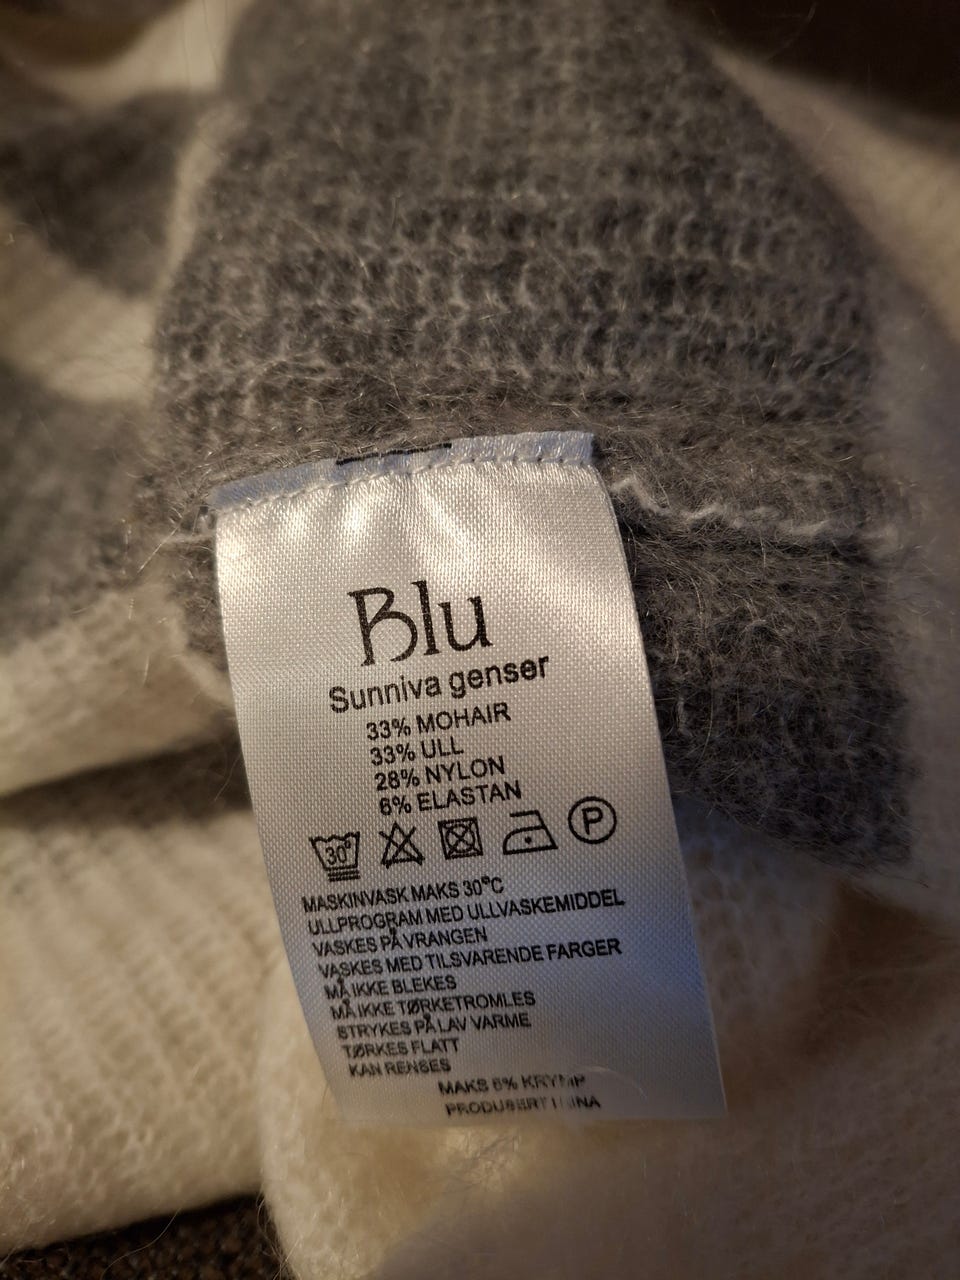 Blu
Sunniva genser
33% MOHAIR
33% ULL
28% NYLON
6% ELASTAN
30° P
MASKINVASK MAKS 30°C
ULLPROGRAM MED ULLVASKEMIDDEL
VASKES PÅ VRANGEN
VASKES MED TILSVARENDE FARGER
MÅ IKKE BLEKES
MÅ IKKE TØRKETROMLES
STRYKES PÅ LAV VARME
TØRKES FLATT
KAN RENSES
MAKS 5% KRYMP
PRODUSERT I KINA